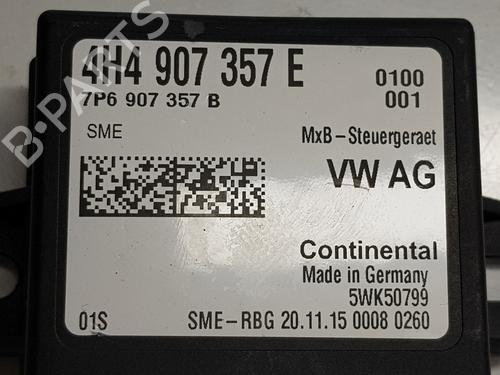 4H4 907 357 E
7P6 907 357 B
0100
001
SME
MxB-Steuergeraet
VW AG
Continental
Made in Germany
5WK50799
01S
SME-RBG 20.11.15 0008 0260
B-PARTS